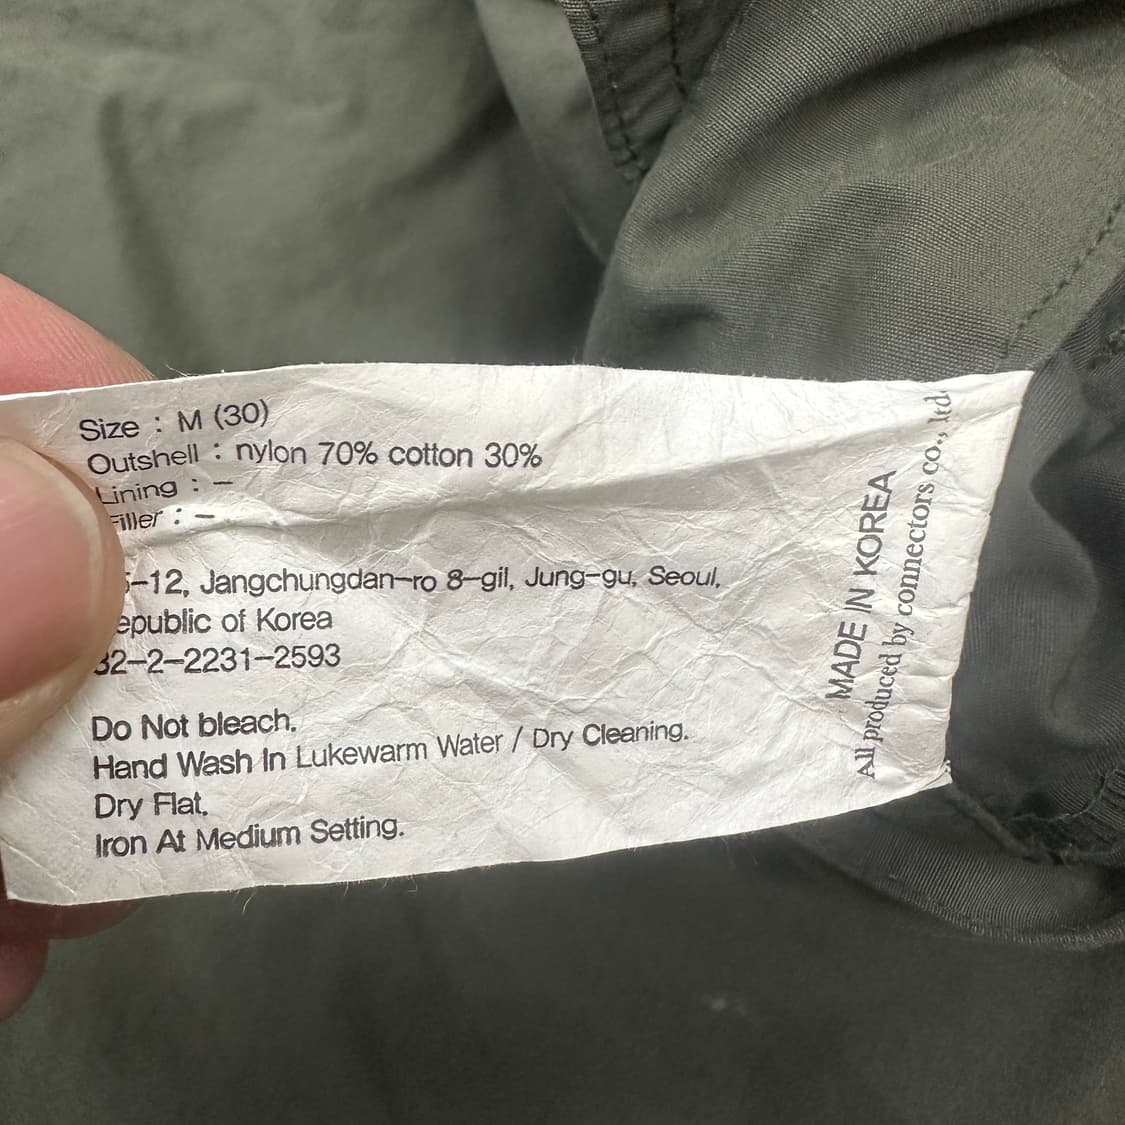 Size : M (30)
Outshell : nylon 70% cotton 30%
Lining : -
Filler : -
-12, Jangchungdan-ro 8-gil, Jung-gu, Seoul,
epublic of Korea
82-2-2231-2593
Do Not bleach.
Hand Wash In Lukewarm Water / Dry Cleaning.
Dry Flat.
Iron At Medium Setting.
MADE IN KOREA
All produced by connectors co., ltd